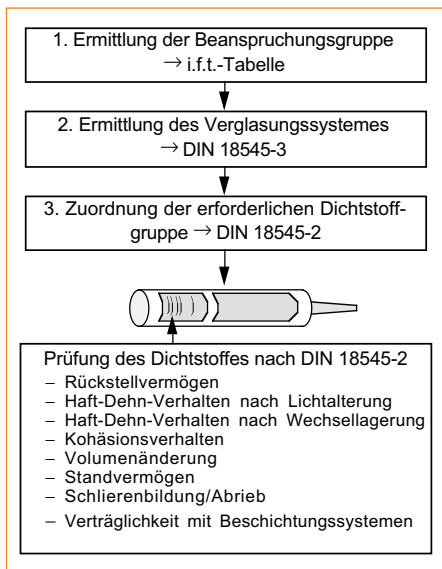 1. Ermittlung der Beanspruchungsgruppe
→ i.f.t.-Tabelle
2. Ermittlung des Verglasungssystemes
→ DIN 18545-3
3. Zuordnung der erforderlichen Dichtstoff-
gruppe → DIN 18545-2
Prüfung des Dichtstoffes nach DIN 18545-2
– Rückstellvermögen
– Haft-Dehn-Verhalten nach Lichtalterung
– Haft-Dehn-Verhalten nach Wechsellagerung
– Kohäsionsverhalten
– Volumenänderung
– Standvermögen
– Schlierenbildung/Abrieb
– Verträglichkeit mit Beschichtungssystemen